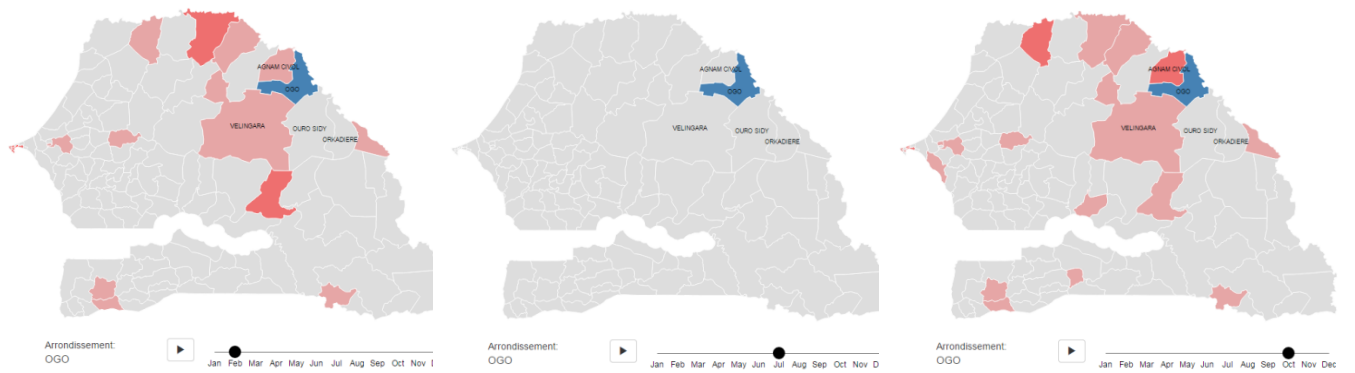 AGNAM CIVOL
OGO
VELINGARA
OURO SIDY
ORKADIERE
Arrondissement:
OGO
Jan Feb Mar Apr May Jun Jul Aug Sep Oct Nov D
AGNAM CIVOL
OGO
VELINGARA
OURO SIDY
ORKADIERE
Arrondissement:
OGO
Jan Feb Mar Apr May Jun Jul Aug Sep Oct Nov D
AGNAM CIVOL
OGO
VELINGARA
OURO SIDY
ORKADIERE
Arrondissement:
OGO
Jan Feb Mar Apr May Jun Jul Aug Sep Oct Nov Dec